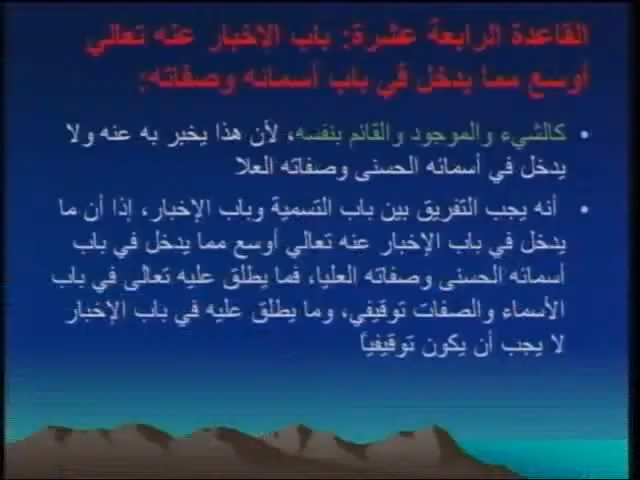 القاعدة الرابعة عشرة: باب الاخبار عنه تعالي
أوسع مما يدخل في باب أسمائه وصفاته:
• كالشيء والموجود والقائم بنفسه، لأن هذا يخبر به عنه ولا
يدخل في أسمائه الحسنى وصفاته العلا
• أنه يجب التفريق بين باب التسمية وباب الإخبار، إذا أن ما
يدخل في باب الإخبار عنه تعالي أوسع مما يدخل في باب
أسمائه الحسنى وصفاته العليا، فما يطلق عليه تعالى في باب
الأسماء والصفات توقيفي، وما يطلق عليه في باب الإخبار
لا يجب أن يكون توقيفياً